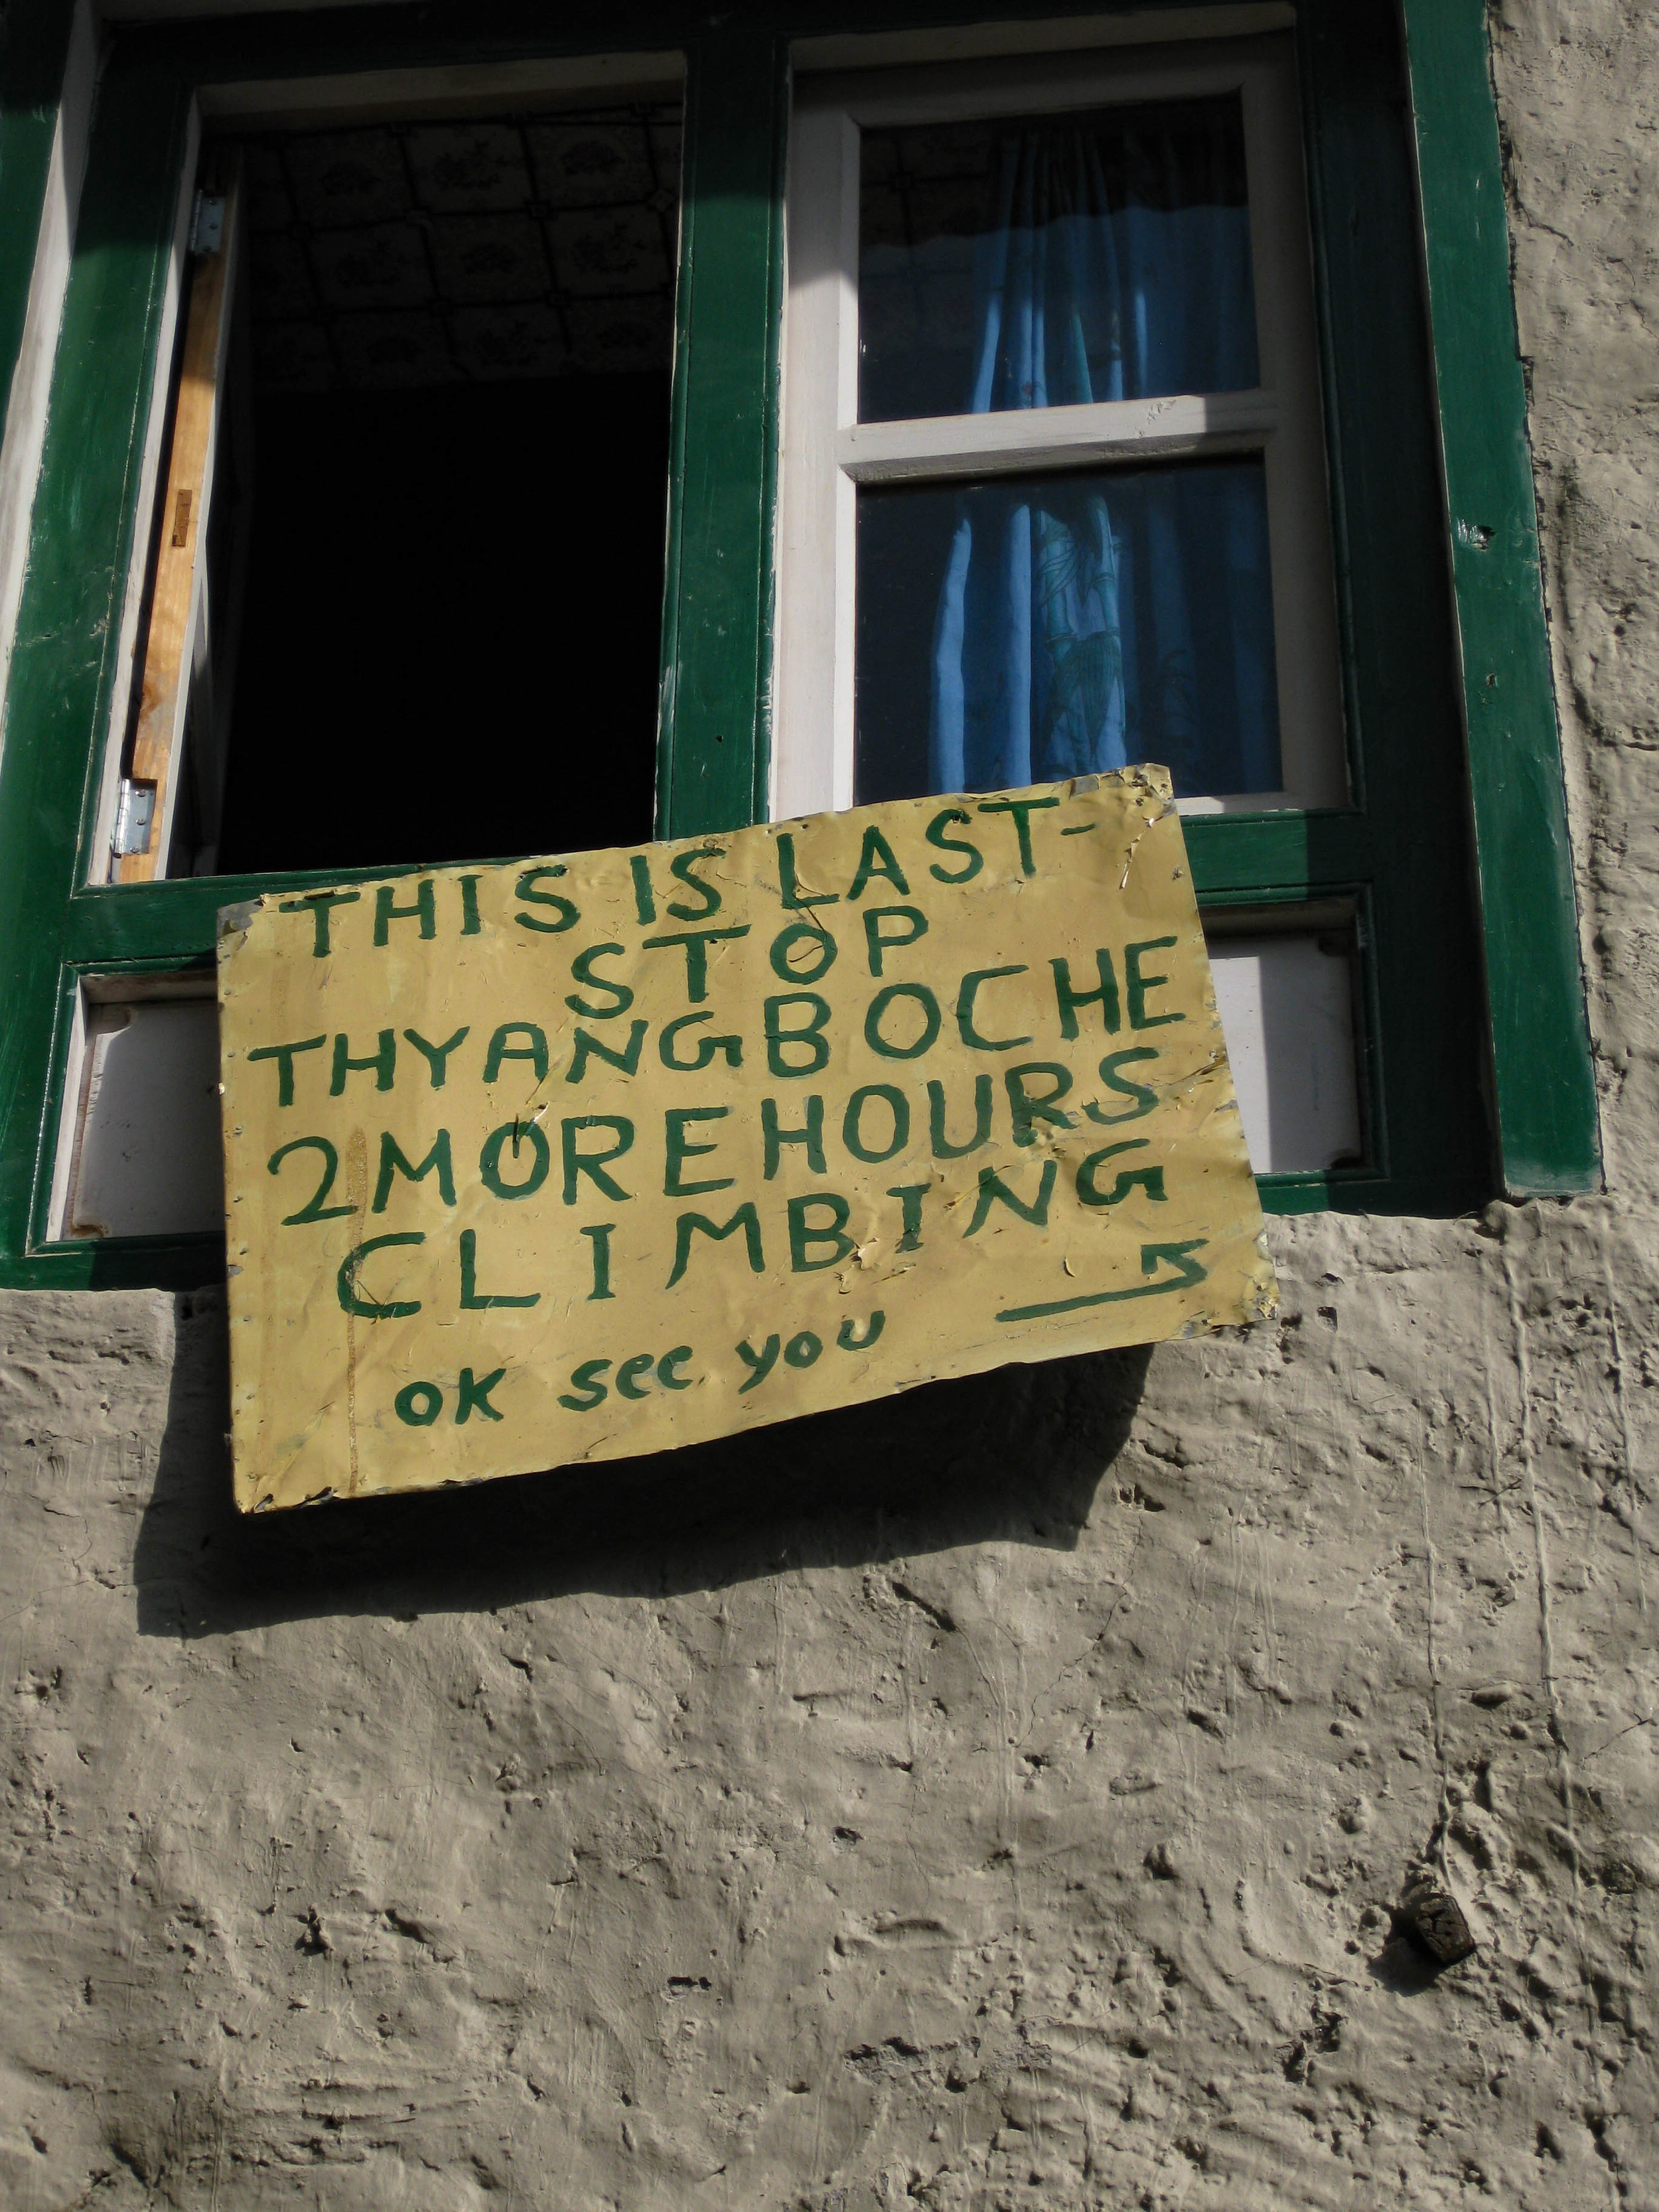 THIS IS LAST-
STOP
THYANGBOCHE
2 MORE HOURS
CLIMBING
OK see you